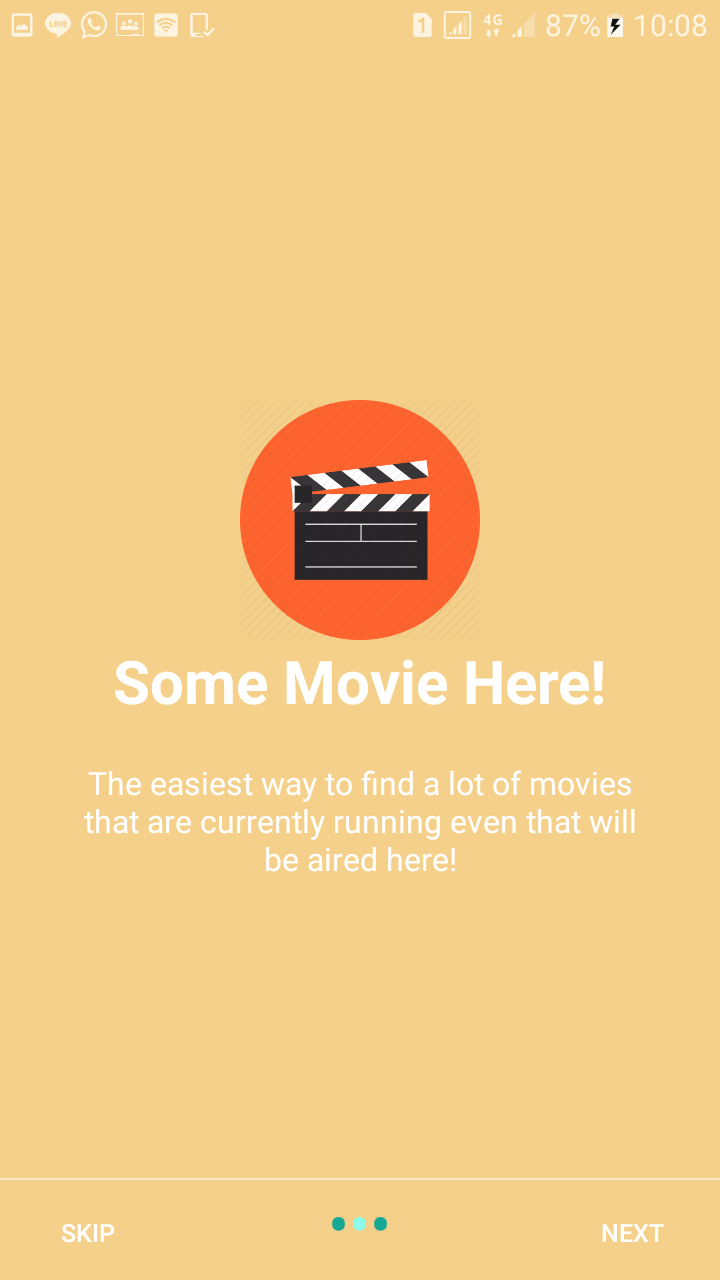 LINE 1 4G 87% 10:08
Some Movie Here!
The easiest way to find a lot of movies
that are currently running even that will
be aired here!
SKIP NEXT